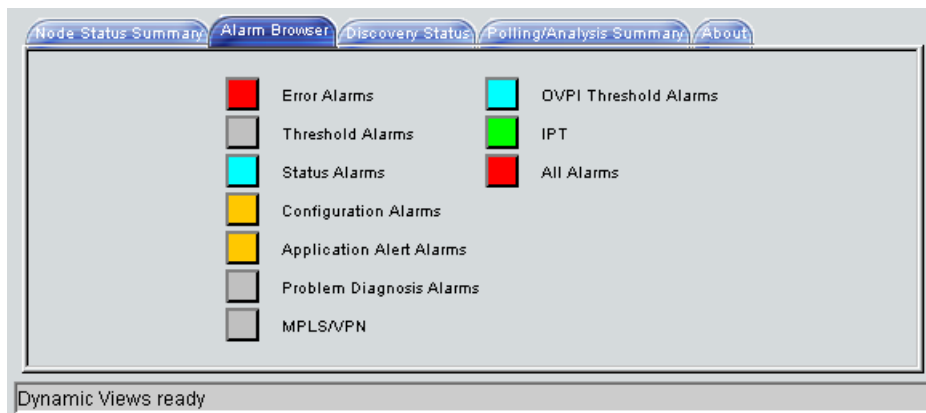 Node Status Summary Alarm Browser Discovery Status Polling/Analysis Summary About
Error Alarms
Threshold Alarms
Status Alarms
Configuration Alarms
Application Alert Alarms
Problem Diagnosis Alarms
MPLS/VPN
OVPI Threshold Alarms
IPT
All Alarms
Dynamic Views ready